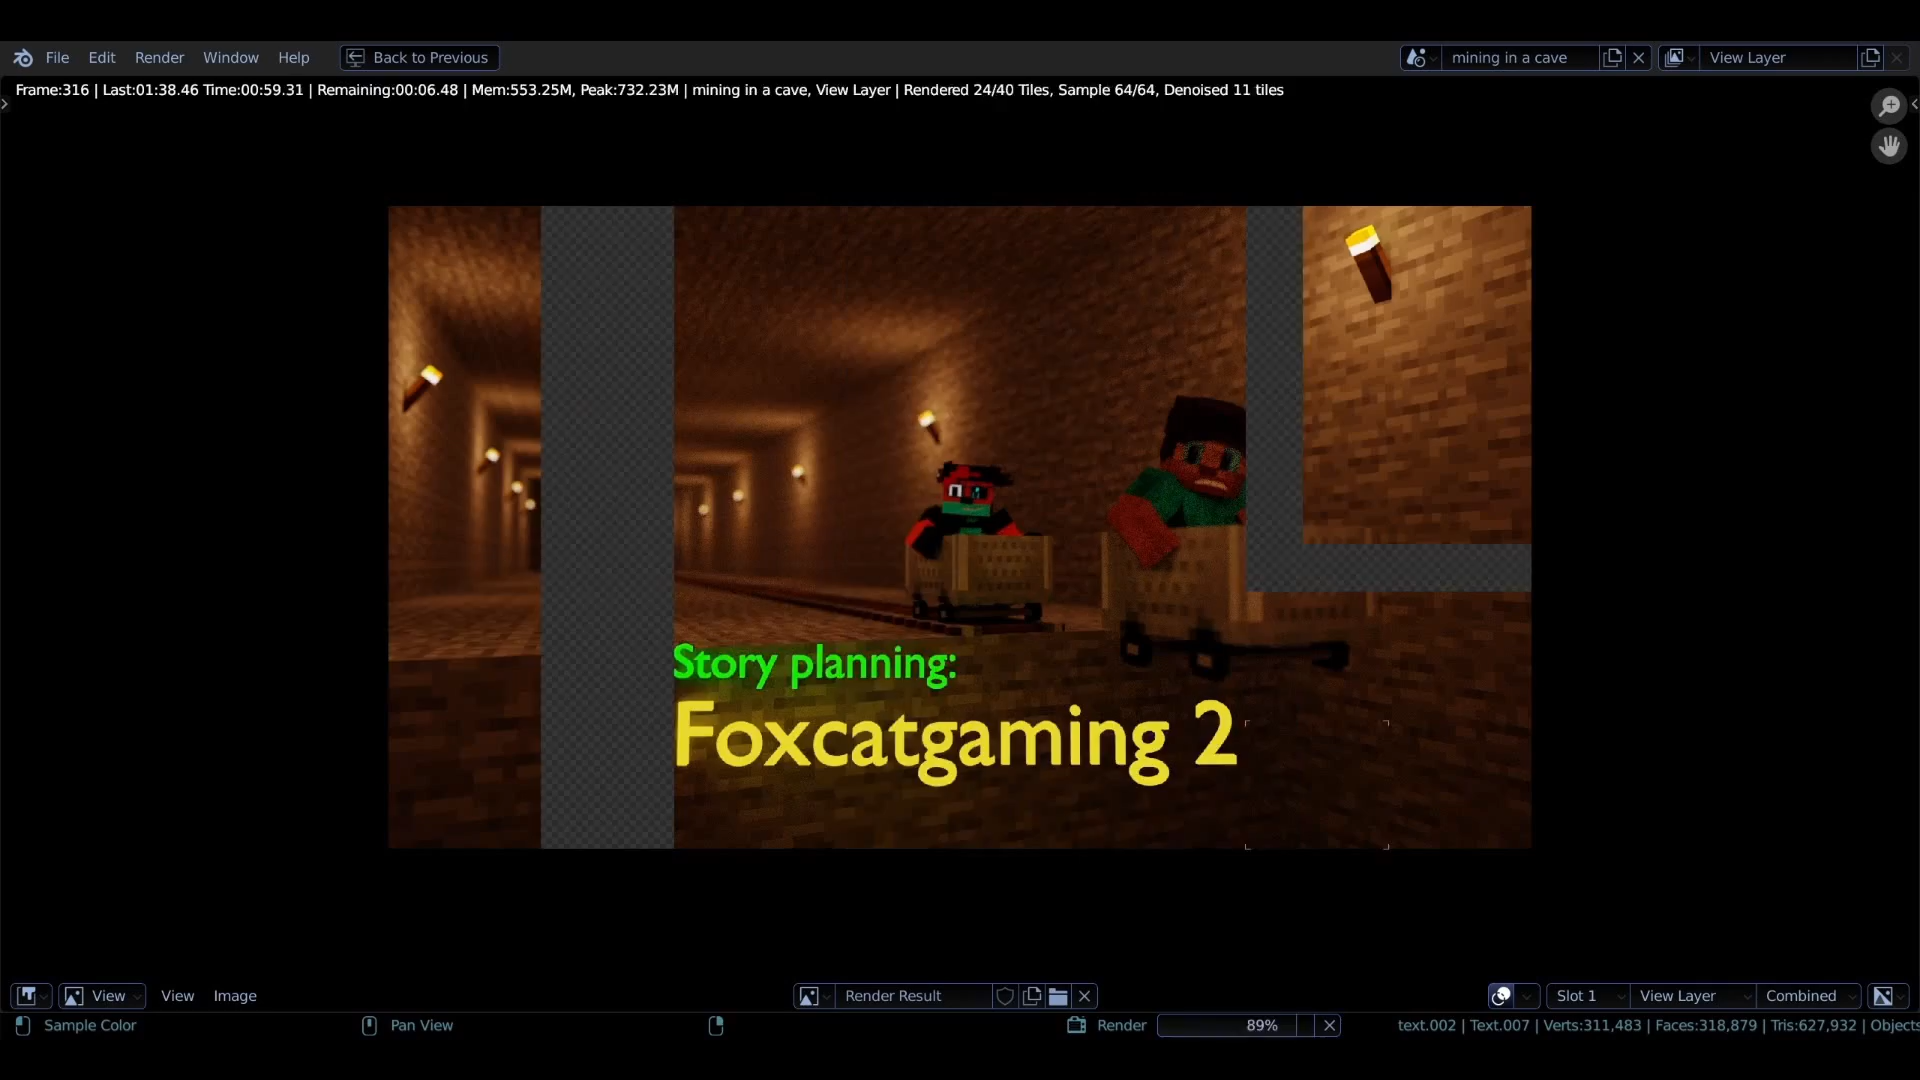 File Edit Render Window Help Back to Previous mining in a cave View Layer
Frame:316 | Last:01:38.46 Time:00:59.31 | Remaining:00:06.48 | Mem:553.25M, Peak:732.23M | mining in a cave, View Layer | Rendered 24/40 Tiles, Sample 64/64, Denoised 11 tiles
Story planning:
Foxcatgaming 2
View View Image Render Result Slot 1 View Layer Combined
Sample Color Pan View Render 89% text.002 | Text.007 | Verts:311,483 | Faces:318,879 | Tris:627,932 | Objects